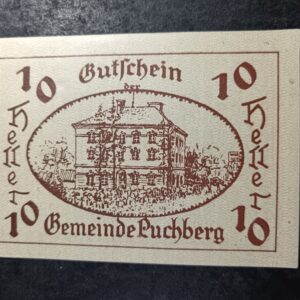 10 Gutschein 10
der
Heller
Heller
10 Gemeinde Puchberg 10